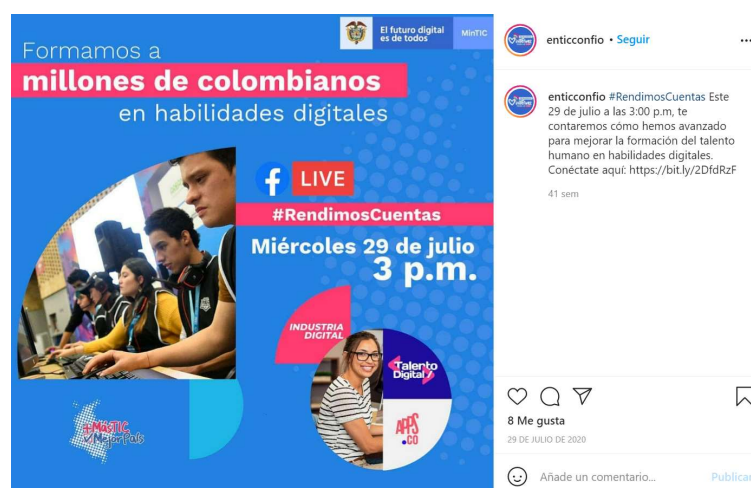 Formamos a
millones de colombianos
en habilidades digitales
El futuro digital
es de todos
MinTIC
LIVE
#RendimosCuentas
Miércoles 29 de julio
3 p.m.
INDUSTRIA
DIGITAL
Talento
Digital
APPS
.CO
+MásTIC
MejorPaís
enticconfio • Seguir
enticconfio #RendimosCuentas Este
29 de julio a las 3:00 p.m, te
contaremos cómo hemos avanzado
para mejorar la formación del talento
humano en habilidades digitales.
Conéctate aquí: https://bit.ly/2DfdRzF
41 sem
8 Me gusta
29 DE JULIO DE 2020
Añade un comentario...
Publicar